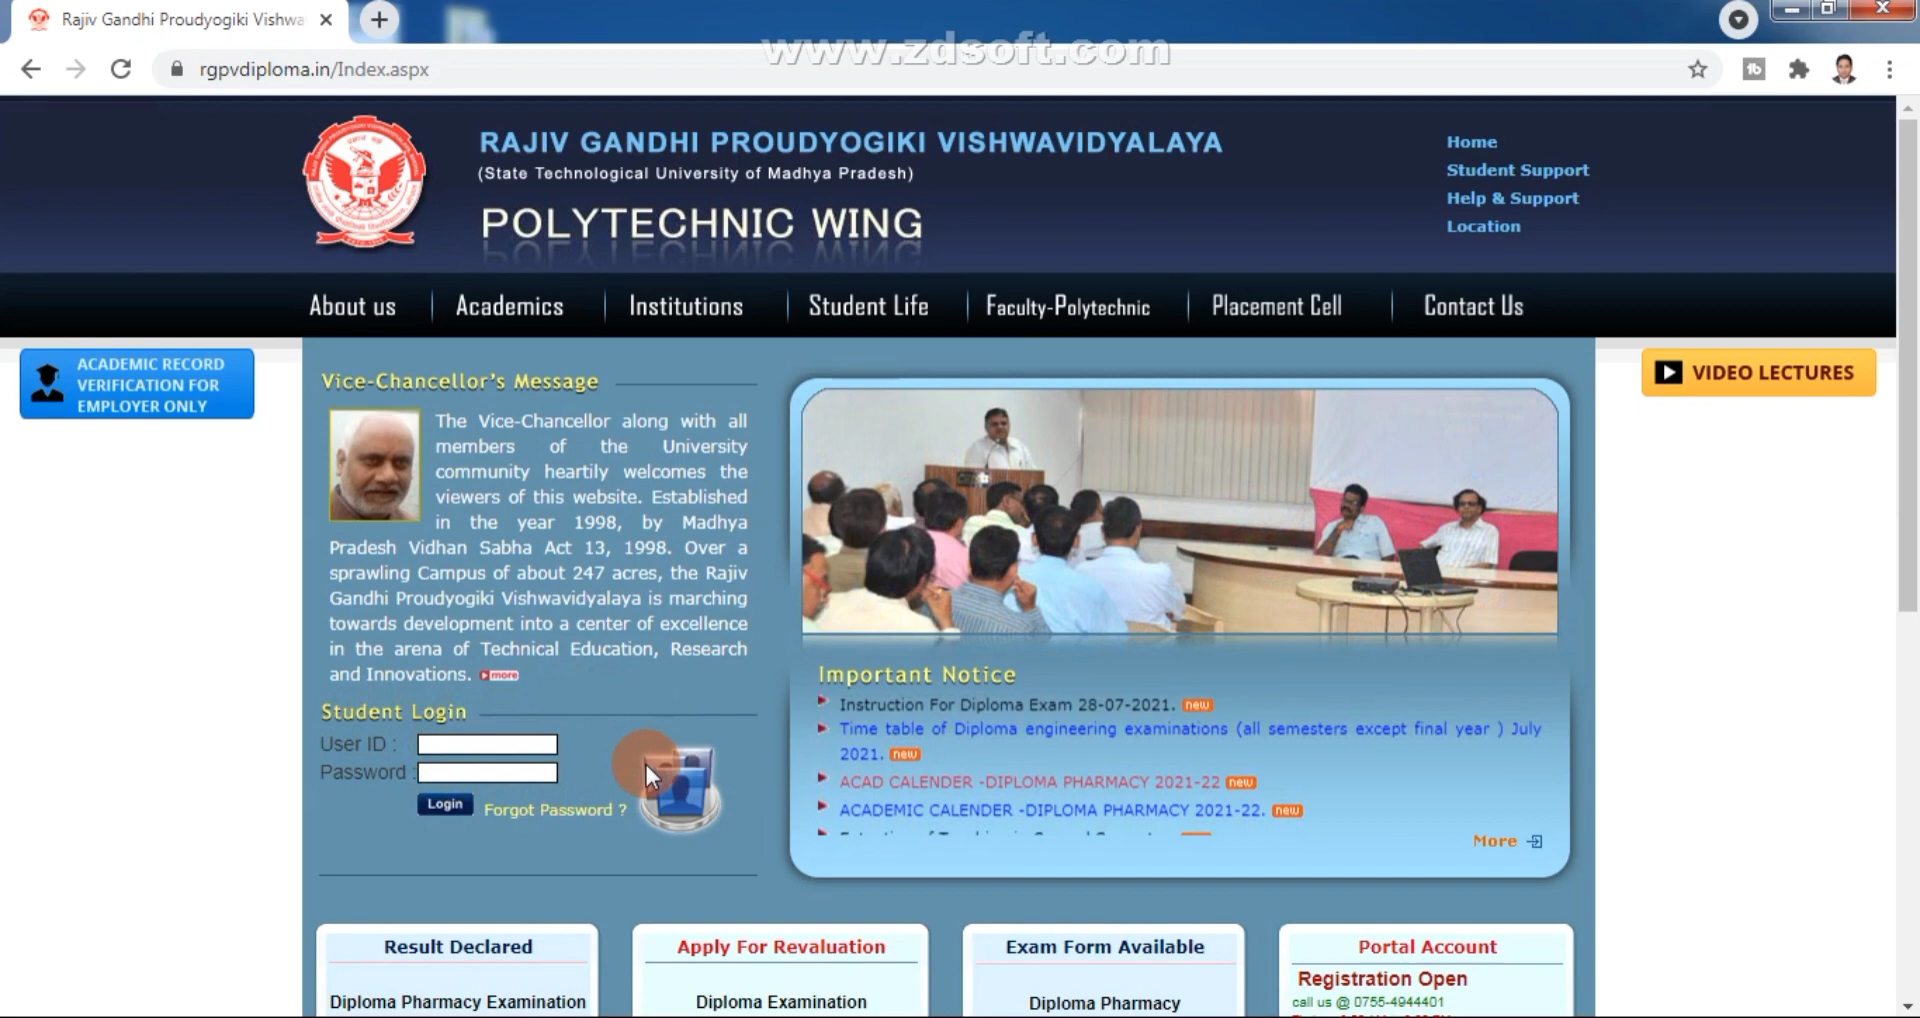 Rajiv Gandhi Proudyogiki Vishwa
www.zdsoft.com
rgpvdiploma.in/Index.aspx
RAJIV GANDHI PROUDYOGIKI VISHWAVIDYALAYA
(State Technological University of Madhya Pradesh)
POLYTECHNIC WING
Home
Student Support
Help & Support
Location
About us
Academics
Institutions
Student Life
Faculty-Polytechnic
Placement Cell
Contact Us
ACADEMIC RECORD
VERIFICATION FOR
EMPLOYER ONLY
VIDEO LECTURES
Vice-Chancellor's Message
The Vice-Chancellor along with all
members of the University
community heartily welcomes the
viewers of this website. Established
in the year 1998, by Madhya
Pradesh Vidhan Sabha Act 13, 1998. Over a
sprawling Campus of about 247 acres, the Rajiv
Gandhi Proudyogiki Vishwavidyalaya is marching
towards development into a center of excellence
in the arena of Technical Education, Research
and Innovations. more
Student Login
User ID :
Password :
Login
Forgot Password ?
Important Notice
Instruction For Diploma Exam 28-07-2021. new
Time table of Diploma engineering examinations (all semesters except final year ) July
2021. new
ACAD CALENDER -DIPLOMA PHARMACY 2021-22 new
ACADEMIC CALENDER -DIPLOMA PHARMACY 2021-22. new
More
Result Declared
Diploma Pharmacy Examination
Apply For Revaluation
Diploma Examination
Exam Form Available
Diploma Pharmacy
Portal Account
Registration Open
call us @ 0755-4944401